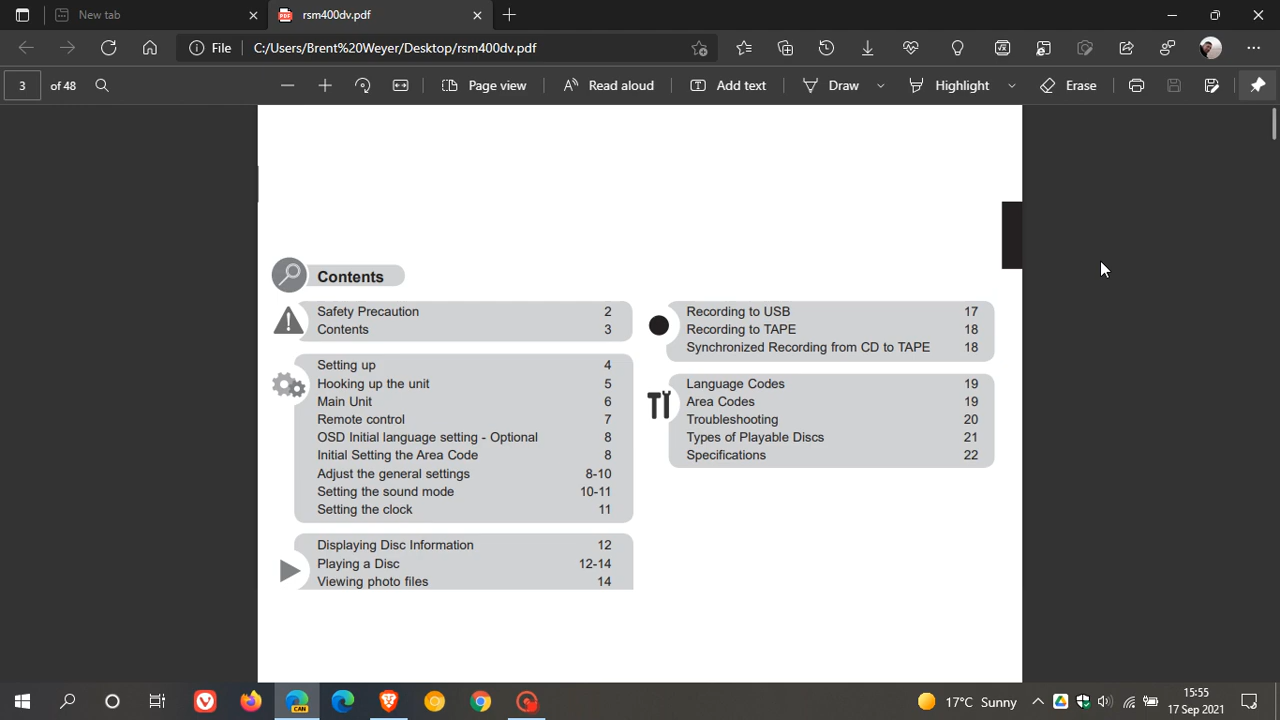 New tab
rsm400dv.pdf
File C:/Users/Brent%20Weyer/Desktop/rsm400dv.pdf
3 of 48 Page view Read aloud Add text Draw Highlight Erase
Contents
Safety Precaution 2
Contents 3
Setting up 4
Hooking up the unit 5
Main Unit 6
Remote control 7
OSD Initial language setting - Optional 8
Initial Setting the Area Code 8
Adjust the general settings 8-10
Setting the sound mode 10-11
Setting the clock 11
Displaying Disc Information 12
Playing a Disc 12-14
Viewing photo files 14
Recording to USB 17
Recording to TAPE 18
Synchronized Recording from CD to TAPE 18
Language Codes 19
Area Codes 19
Troubleshooting 20
Types of Playable Discs 21
Specifications 22
CAN
17°C Sunny
15:55
17 Sep 2021